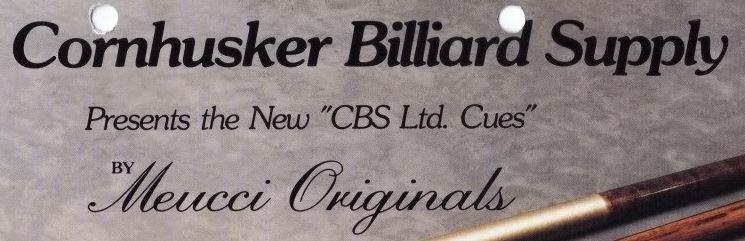 Cornhusker Billiard Supply
Presents the New "CBS Ltd. Cues"
BY Meucci Originals